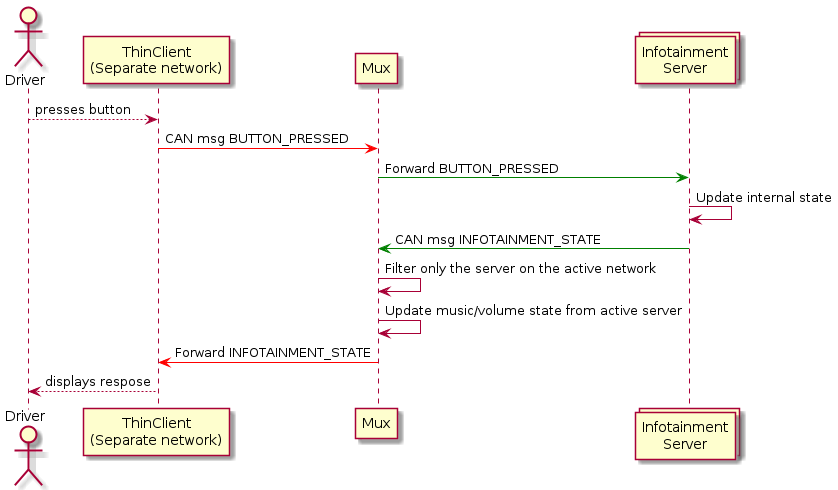 Driver
ThinClient
(Separate network)
Mux
Infotainment
Server
presses button
CAN msg BUTTON_PRESSED
Forward BUTTON_PRESSED
Update internal state
CAN msg INFOTAINMENT_STATE
Filter only the server on the active network
Update music/volume state from active server
Forward INFOTAINMENT_STATE
displays respose
Driver
ThinClient
(Separate network)
Mux
Infotainment
Server